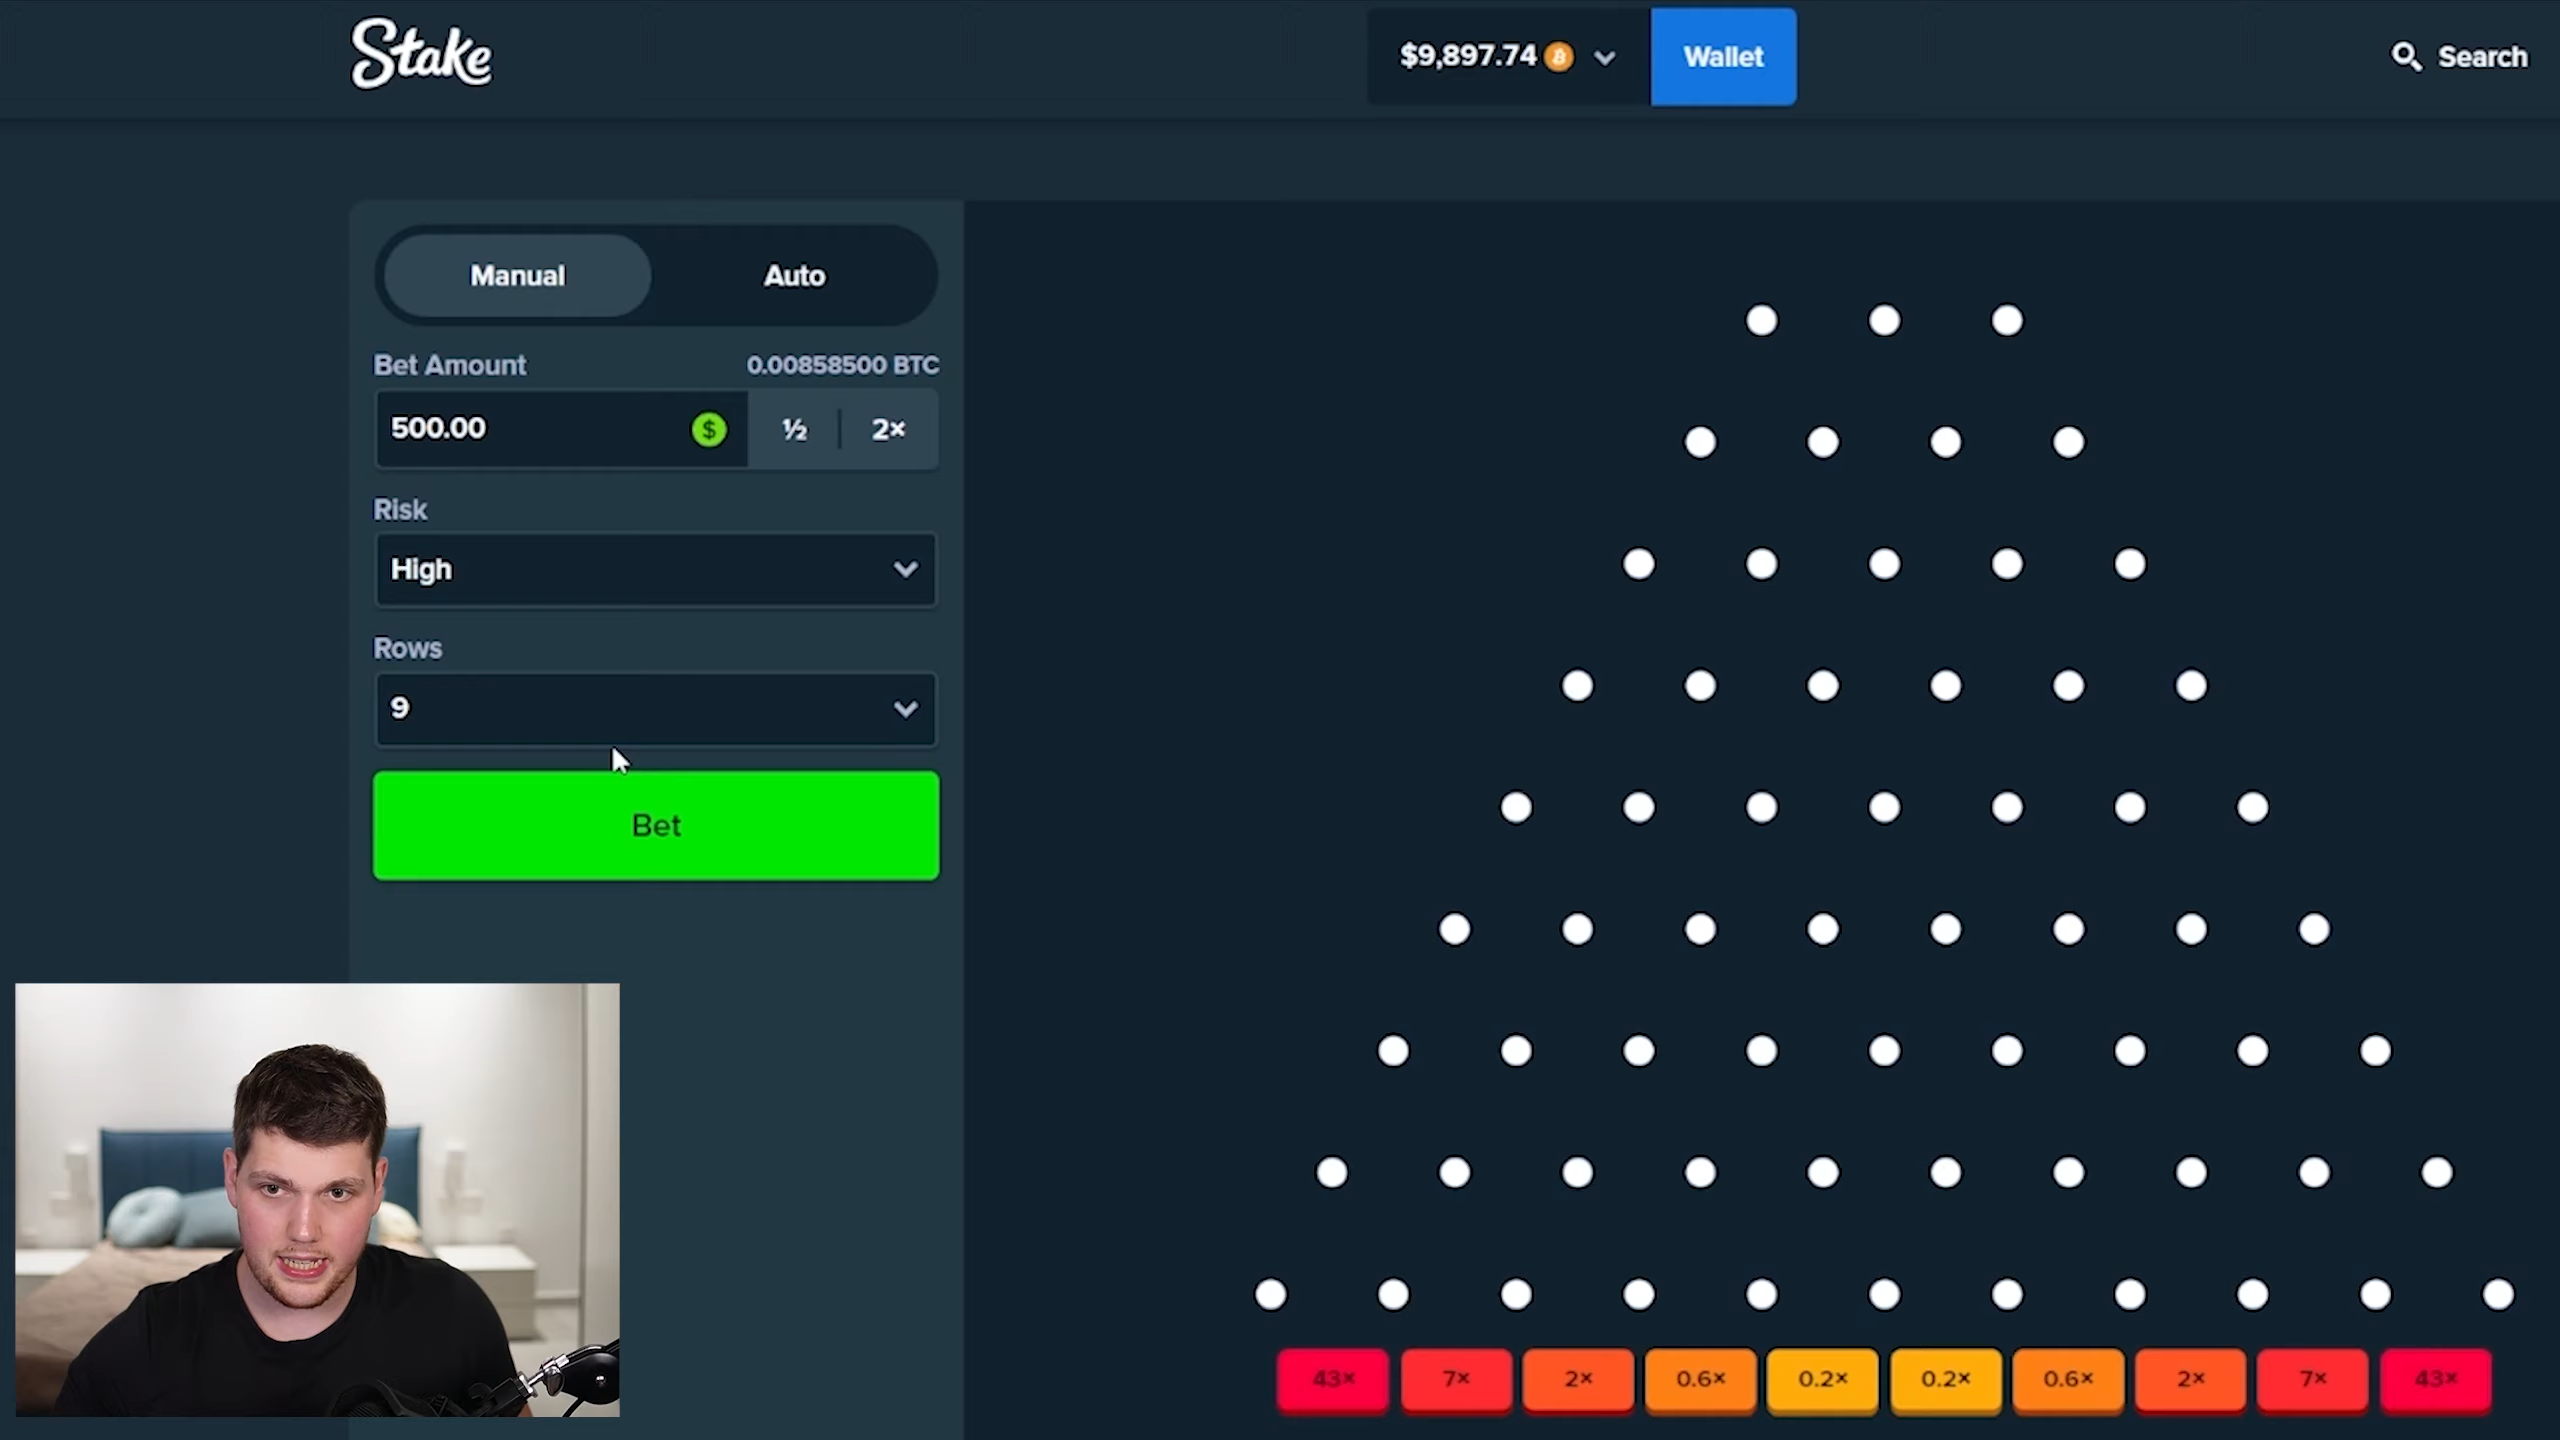 Stake
$9,897.74
Wallet
Search
Manual
Auto
Bet Amount
0.00858500 BTC
500.00
$
½
2×
Risk
High
Rows
9
Bet
43×
7×
2×
0.6×
0.2×
0.2×
0.6×
2×
7×
43×